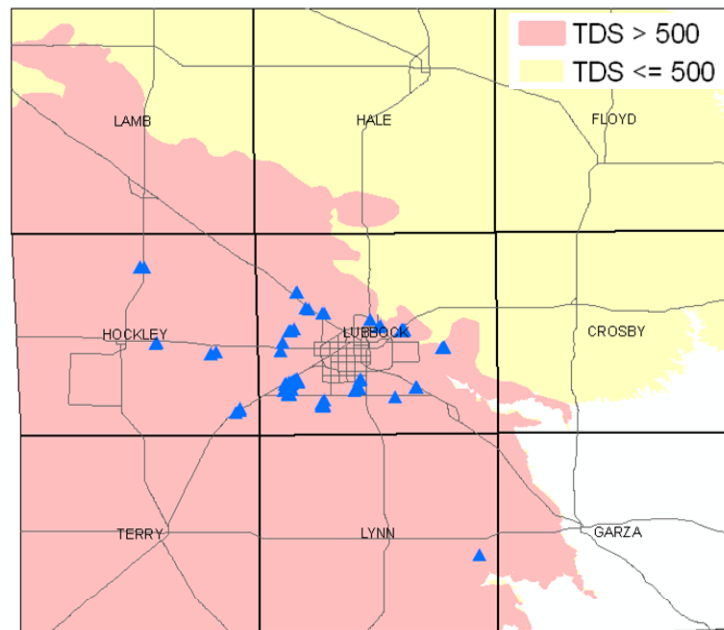 TDS > 500
TDS <= 500
LAMB
HALE
FLOYD
HOCKLEY
LUBBOCK
CROSBY
TERRY
LYNN
GARZA